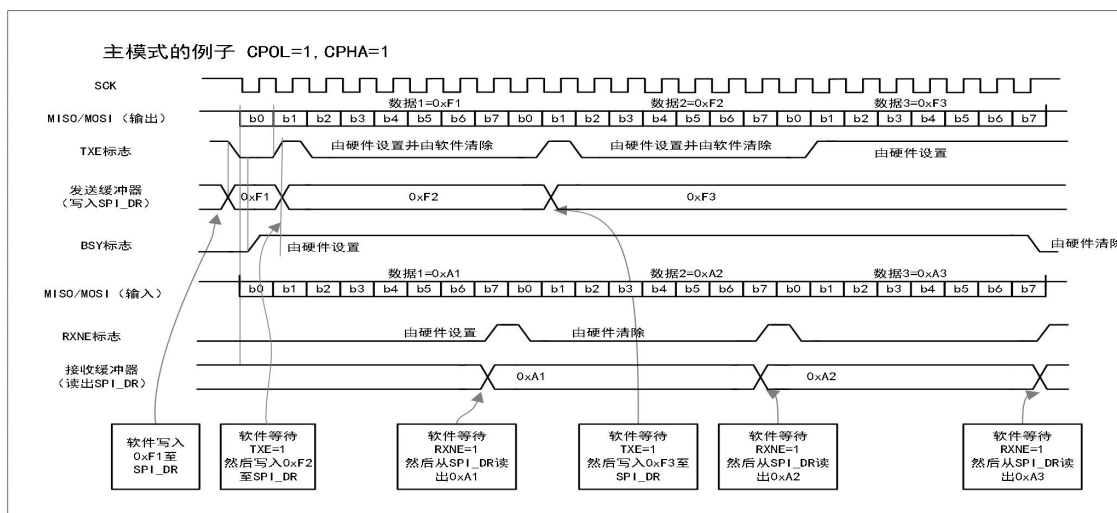 主模式的例子 CPOL=1, CPHA=1
SCK
数据1=0xF1 数据2=0xF2 数据3=0xF3
MISO/MOSI (输出) b0 b1 b2 b3 b4 b5 b6 b7 b0 b1 b2 b3 b4 b5 b6 b7 b0 b1 b2 b3 b4 b5 b6 b7
TXE标志 由硬件设置并由软件清除 由硬件设置并由软件清除 由硬件设置
发送缓冲器
(写入SPI_DR)
0xF1 0xF2 0xF3
BSY标志 由硬件设置 由硬件清除
数据1=0xA1 数据2=0xA2 数据3=0xA3
MISO/MOSI (输入) b0 b1 b2 b3 b4 b5 b6 b7 b0 b1 b2 b3 b4 b5 b6 b7 b0 b1 b2 b3 b4 b5 b6 b7
RXNE标志 由硬件设置 由硬件清除
接收缓冲器
(读出SPI_DR)
0xA1 0xA2
软件写入
0xF1至
SPI_DR
软件等待
TXE=1
然后写入0xF2
至SPI_DR
软件等待
RXNE=1
然后从SPI_DR读
出0xA1
软件等待
TXE=1
然后写入0xF3至
SPI_DR
软件等待
RXNE=1
然后从SPI_DR读
出0xA2
软件等待
RXNE=1
然后从SPI_DR读
出0xA3